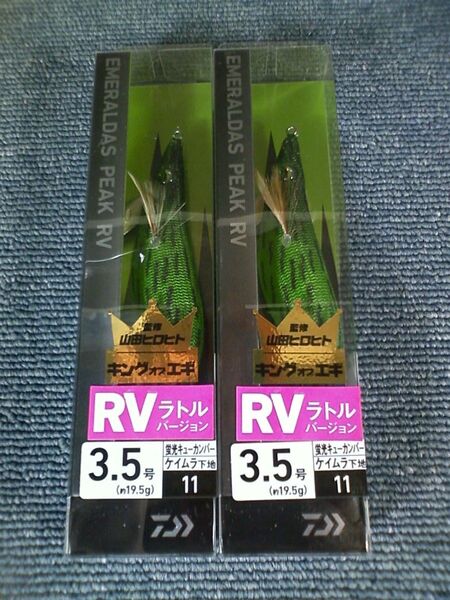 EMERALDAS PEAK RV
監修
山田ヒロヒト
キングオブエギ
RVラトル
バージョン
3.5号
(約19.5g)
蛍光キューカンバー
ケイムラ下地
11
EMERALDAS PEAK RV
監修
山田ヒロヒト
キングオブエギ
RVラトル
バージョン
3.5号
(約19.5g)
蛍光キューカンバー
ケイムラ下地
11